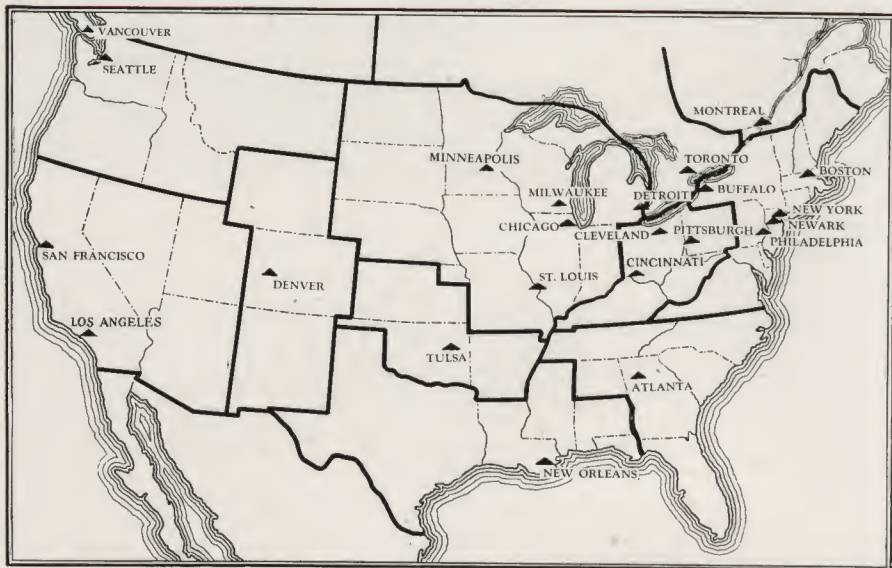 VANCOUVER
SEATTLE
MONTREAL
MINNEAPOLIS
TORONTO
BOSTON
MILWAUKEE
DETROIT
BUFFALO
NEW YORK
CHICAGO
CLEVELAND
PITTSBURGH
NEWARK
PHILADELPHIA
SAN FRANCISCO
DENVER
CINCINNATI
ST. LOUIS
LOS ANGELES
TULSA
ATLANTA
NEW ORLEANS